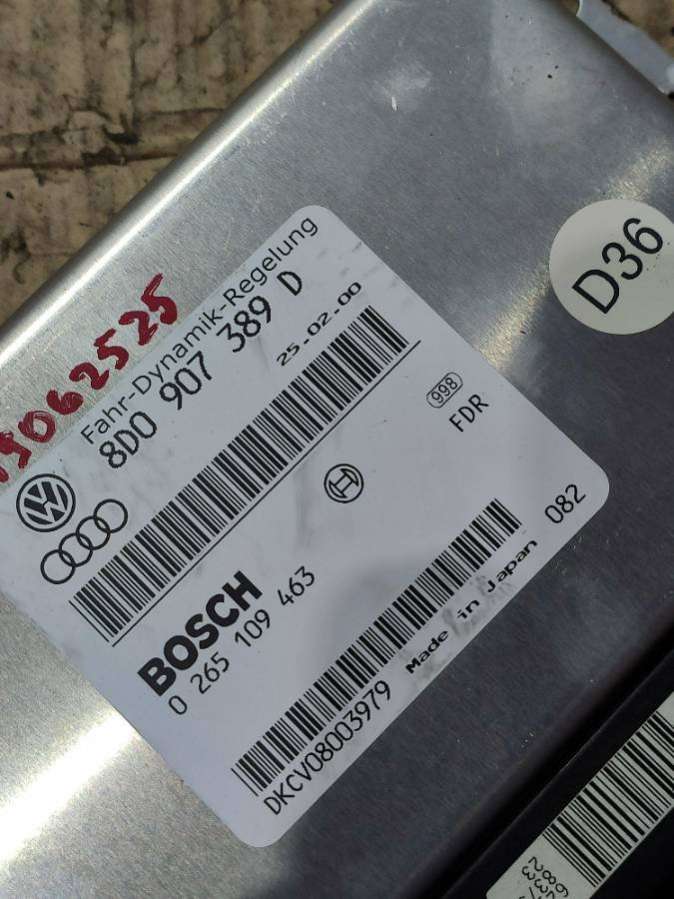 5062525
Fahr-Dynamik-Regelung
8D0 907 389 D
25.02.00
998
FDR
D36
BOSCH
0 265 109 463
082
Made in Japan
DKCV08003979